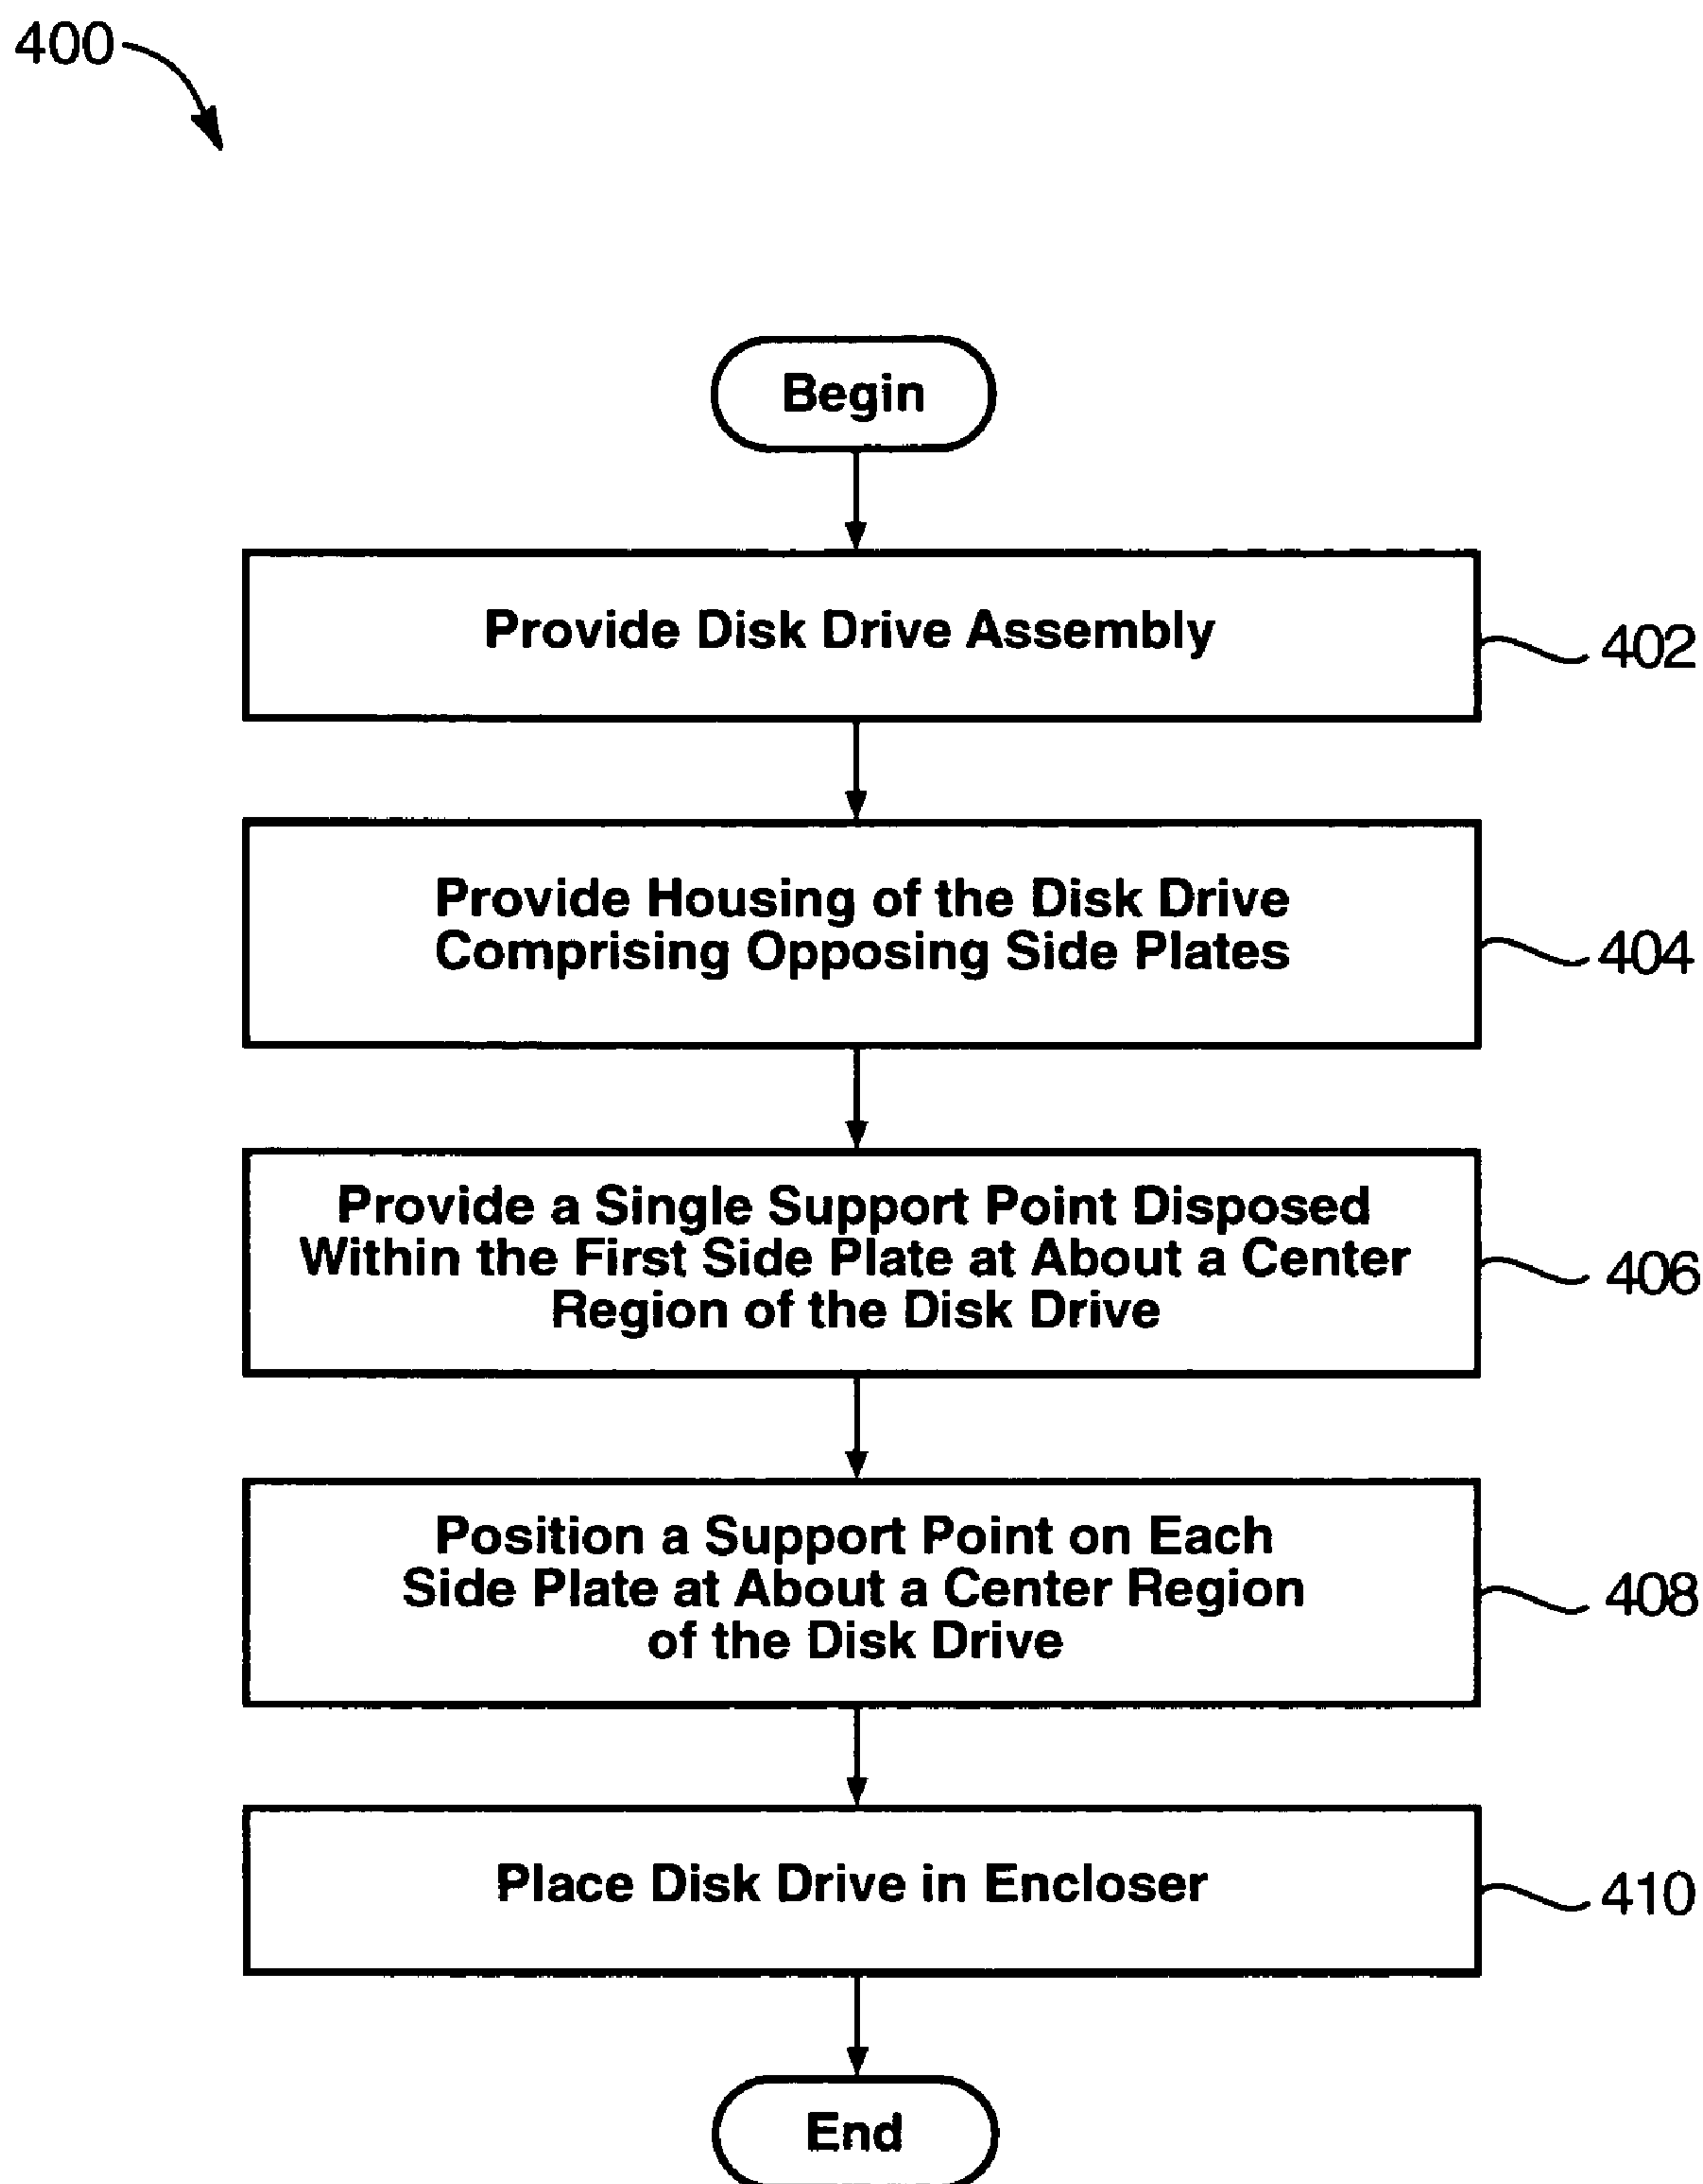 400
Begin
Provide Disk Drive Assembly
402
Provide Housing of the Disk Drive
Comprising Opposing Side Plates
404
Provide a Single Support Point Disposed
Within the First Side Plate at About a Center
Region of the Disk Drive
406
Position a Support Point on Each
Side Plate at About a Center Region
of the Disk Drive
408
Place Disk Drive in Encloser
410
End